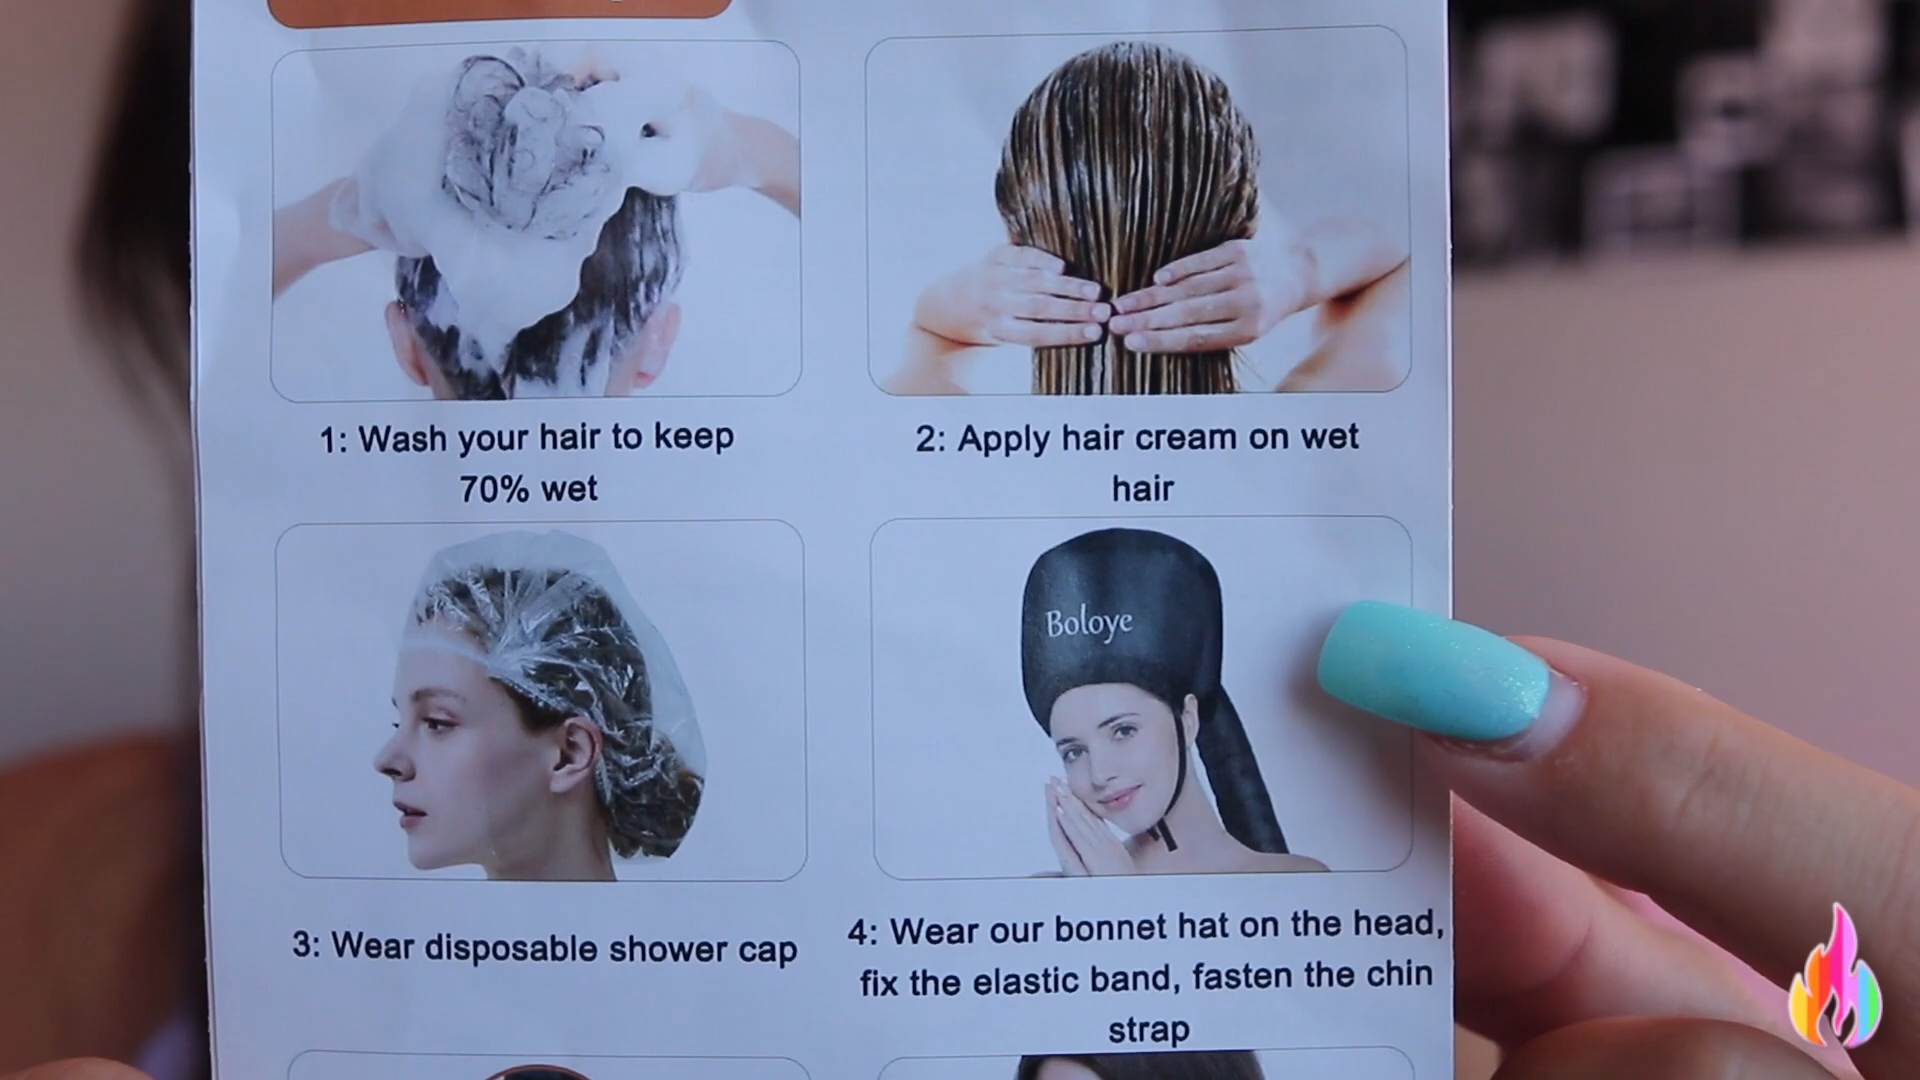 1: Wash your hair to keep
70% wet
2: Apply hair cream on wet
hair
Boloye
3: Wear disposable shower cap
4: Wear our bonnet hat on the head,
fix the elastic band, fasten the chin
strap